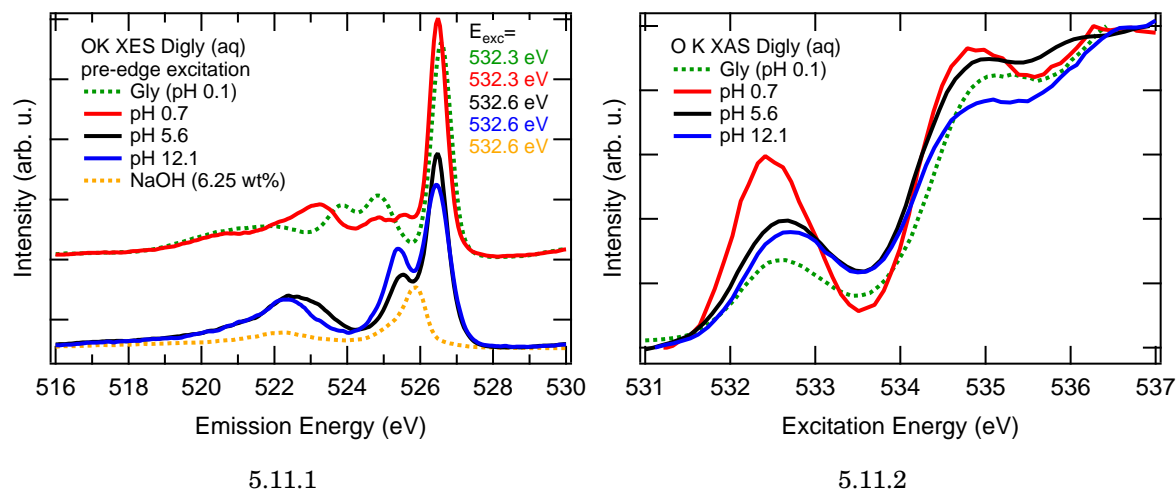 OK XES Digly (aq)
pre-edge excitation
Gly (pH 0.1)
pH 0.7
pH 5.6
pH 12.1
NaOH (6.25 wt%)
E_exc=
532.3 eV
532.3 eV
532.6 eV
532.6 eV
532.6 eV
Intensity (arb. u.)
516 518 520 522 524 526 528 530
Emission Energy (eV)
5.11.1
O K XAS Digly (aq)
Gly (pH 0.1)
pH 0.7
pH 5.6
pH 12.1
Intensity (arb. u.)
531 532 533 534 535 536 537
Excitation Energy (eV)
5.11.2